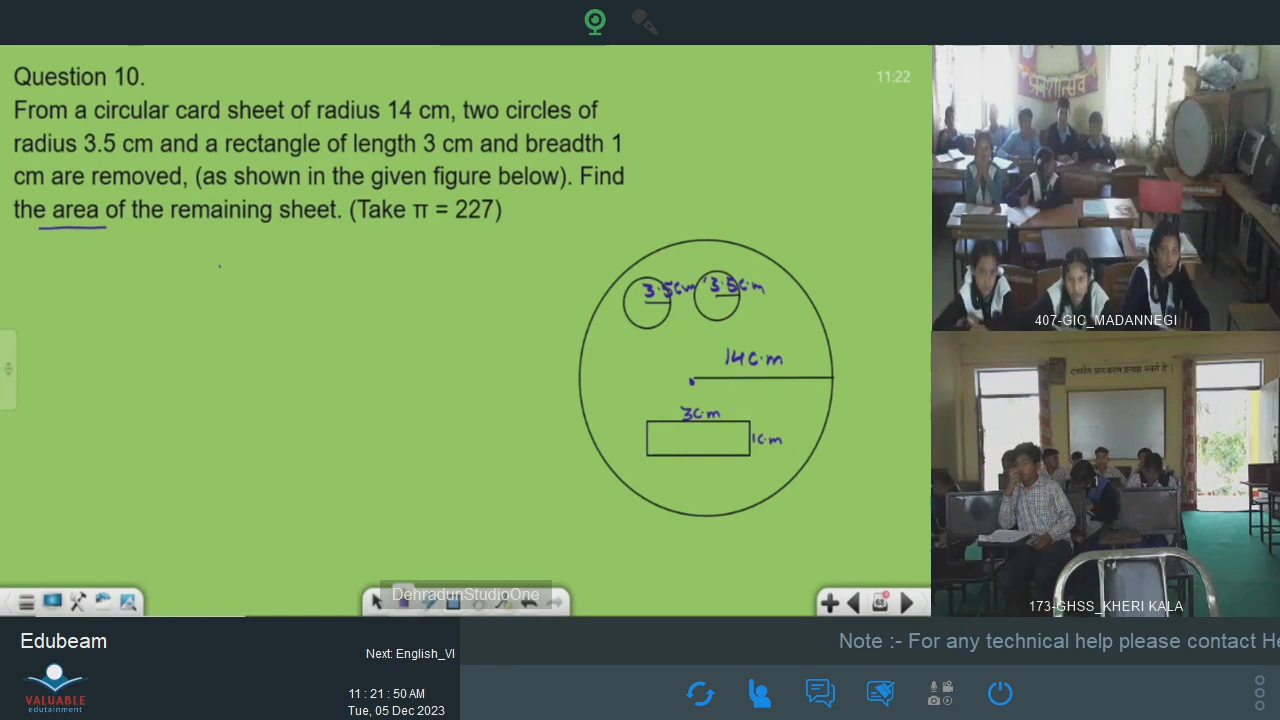 Question 10.
11:22
From a circular card sheet of radius 14 cm, two circles of
radius 3.5 cm and a rectangle of length 3 cm and breadth 1
cm are removed, (as shown in the given figure below). Find
the area of the remaining sheet. (Take π = 227)
3.5cm
3.5cm
14c.m
3c.m
1c.m
407-GIC_MADANNEGI
173-GHSS_KHERI KALA
DehradunStudioOne
68
Edubeam
Note :- For any technical help please contact He
Next: English_VI
VALUABLE
edutainment
11 : 21 : 50 AM
Tue, 05 Dec 2023